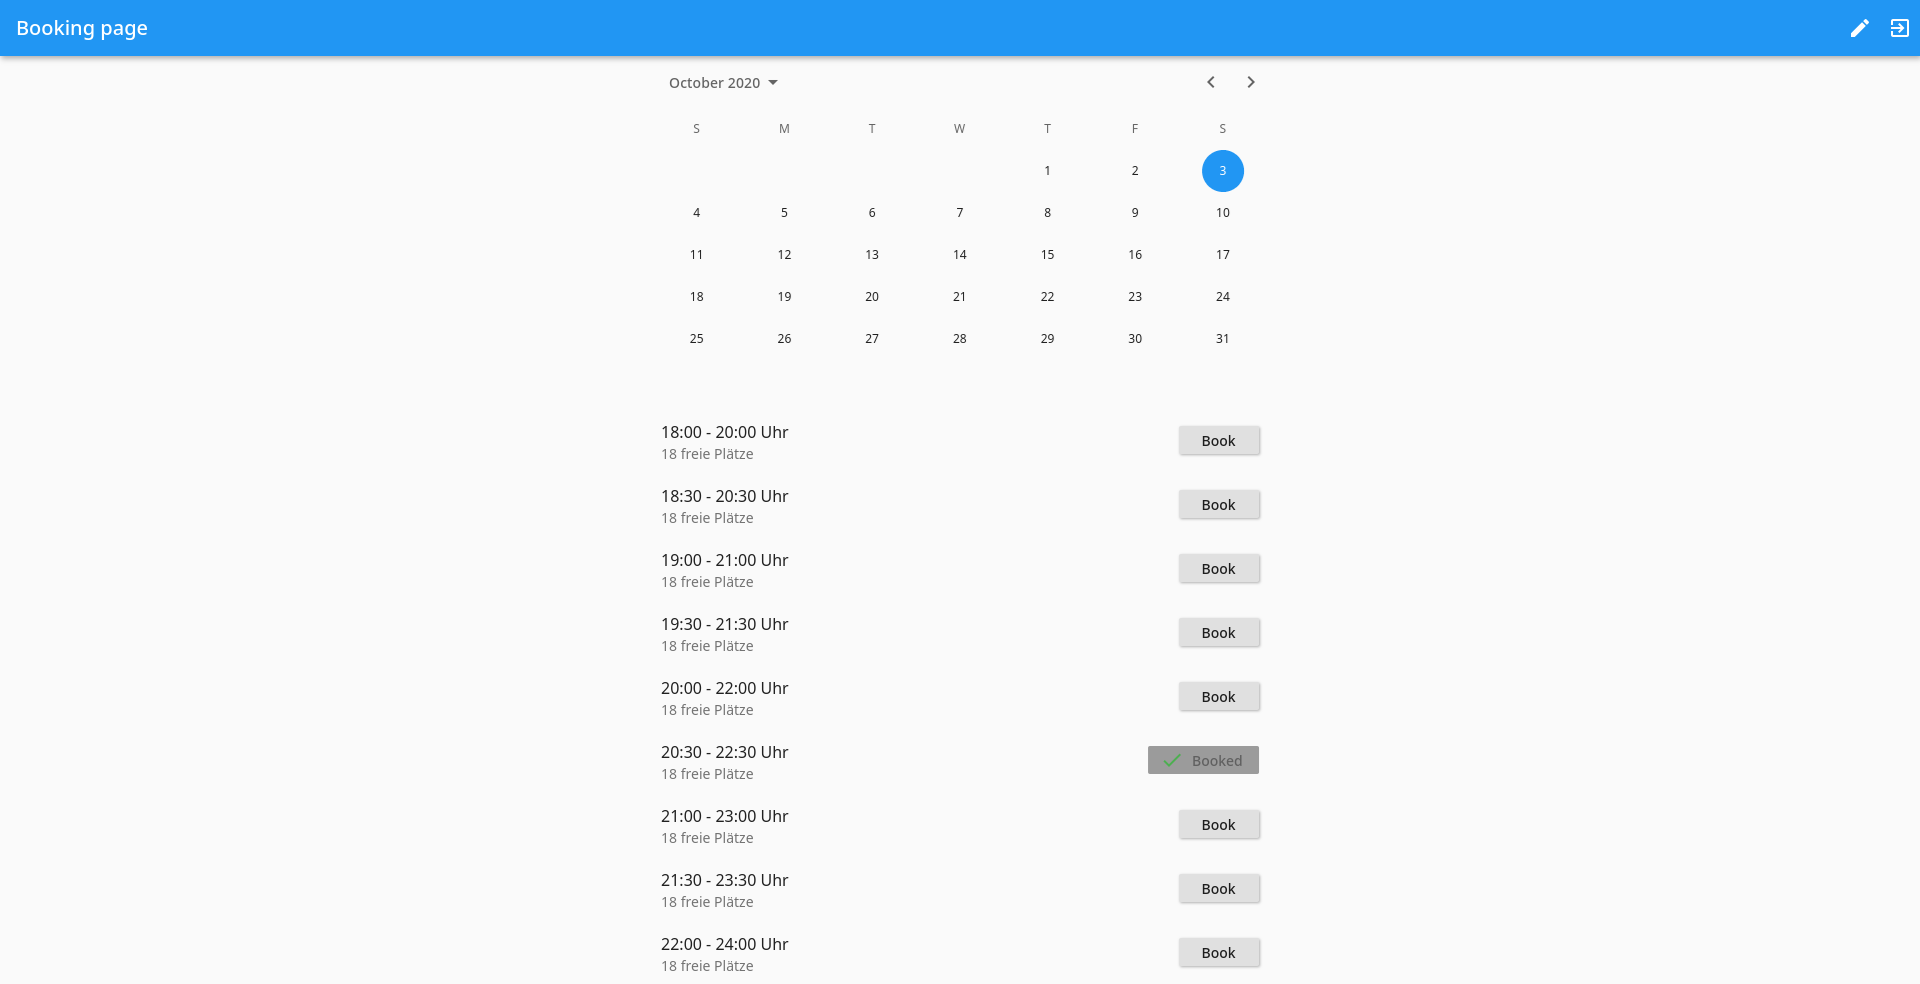 Booking page
October 2020
S M T W T F S
1 2 3
4 5 6 7 8 9 10
11 12 13 14 15 16 17
18 19 20 21 22 23 24
25 26 27 28 29 30 31
18:00 - 20:00 Uhr
18 freie Plätze
Book
18:30 - 20:30 Uhr
18 freie Plätze
Book
19:00 - 21:00 Uhr
18 freie Plätze
Book
19:30 - 21:30 Uhr
18 freie Plätze
Book
20:00 - 22:00 Uhr
18 freie Plätze
Book
20:30 - 22:30 Uhr
18 freie Plätze
Booked
21:00 - 23:00 Uhr
18 freie Plätze
Book
21:30 - 23:30 Uhr
18 freie Plätze
Book
22:00 - 24:00 Uhr
18 freie Plätze
Book